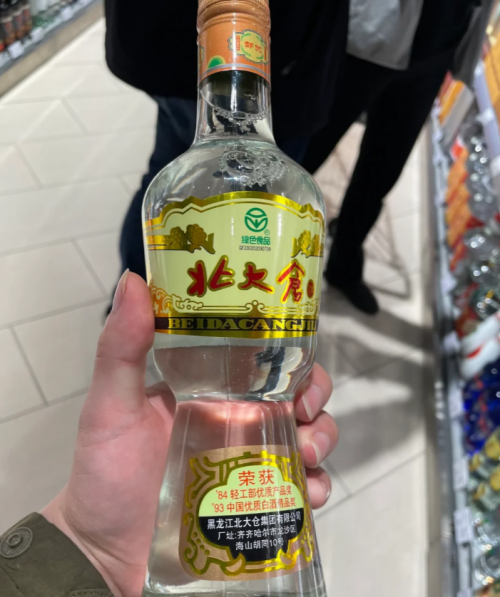 绿色食品
北大倉
BEIDACANGJIU
荣获
'84 轻工部优质产品奖
'93 中国优质白酒精品奖
黑龙江北大仓集团有限公司
厂址:齐齐哈尔市龙沙区
海山胡同10号